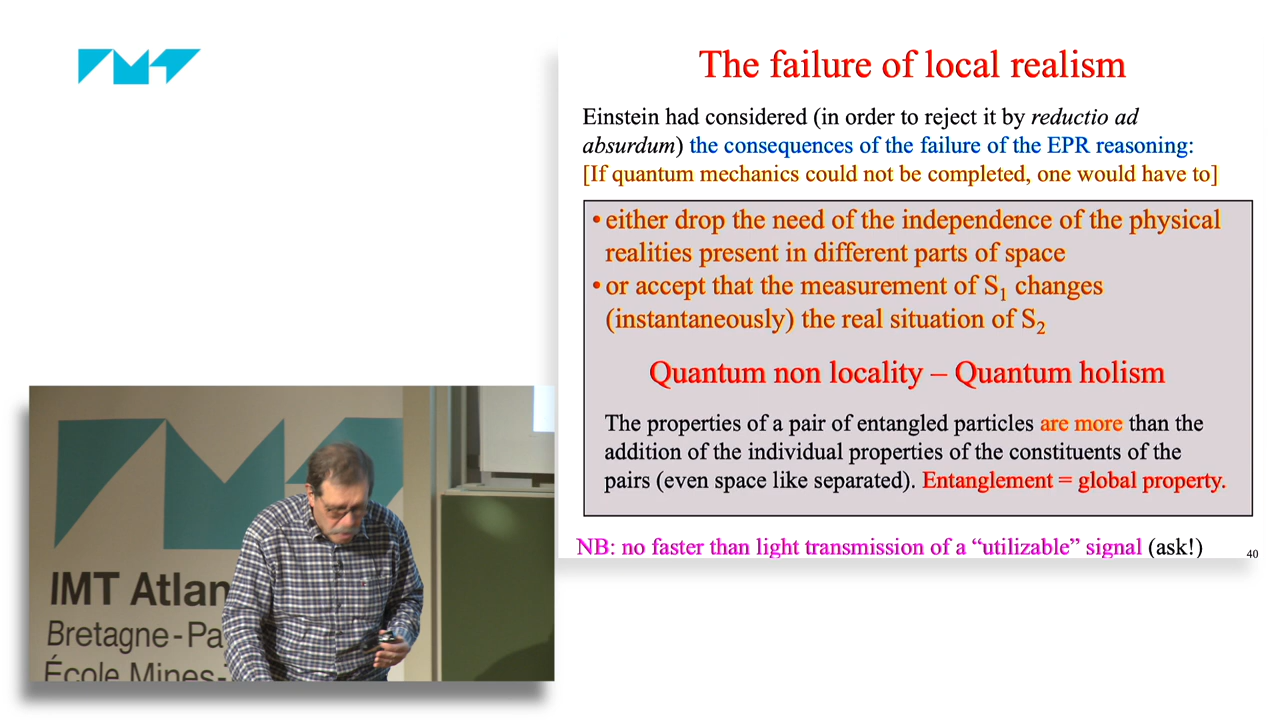 The failure of local realism
Einstein had considered (in order to reject it by reductio ad
absurdum) the consequences of the failure of the EPR reasoning:
[If quantum mechanics could not be completed, one would have to]
• either drop the need of the independence of the physical
realities present in different parts of space
• or accept that the measurement of S1 changes
(instantaneously) the real situation of S2
Quantum non locality – Quantum holism
The properties of a pair of entangled particles are more than the
addition of the individual properties of the constituents of the
pairs (even space like separated). Entanglement = global property.
NB: no faster than light transmission of a “utilizable” signal (ask!)
40
IMT Atlan
Bretagne-Pa
École Mines-